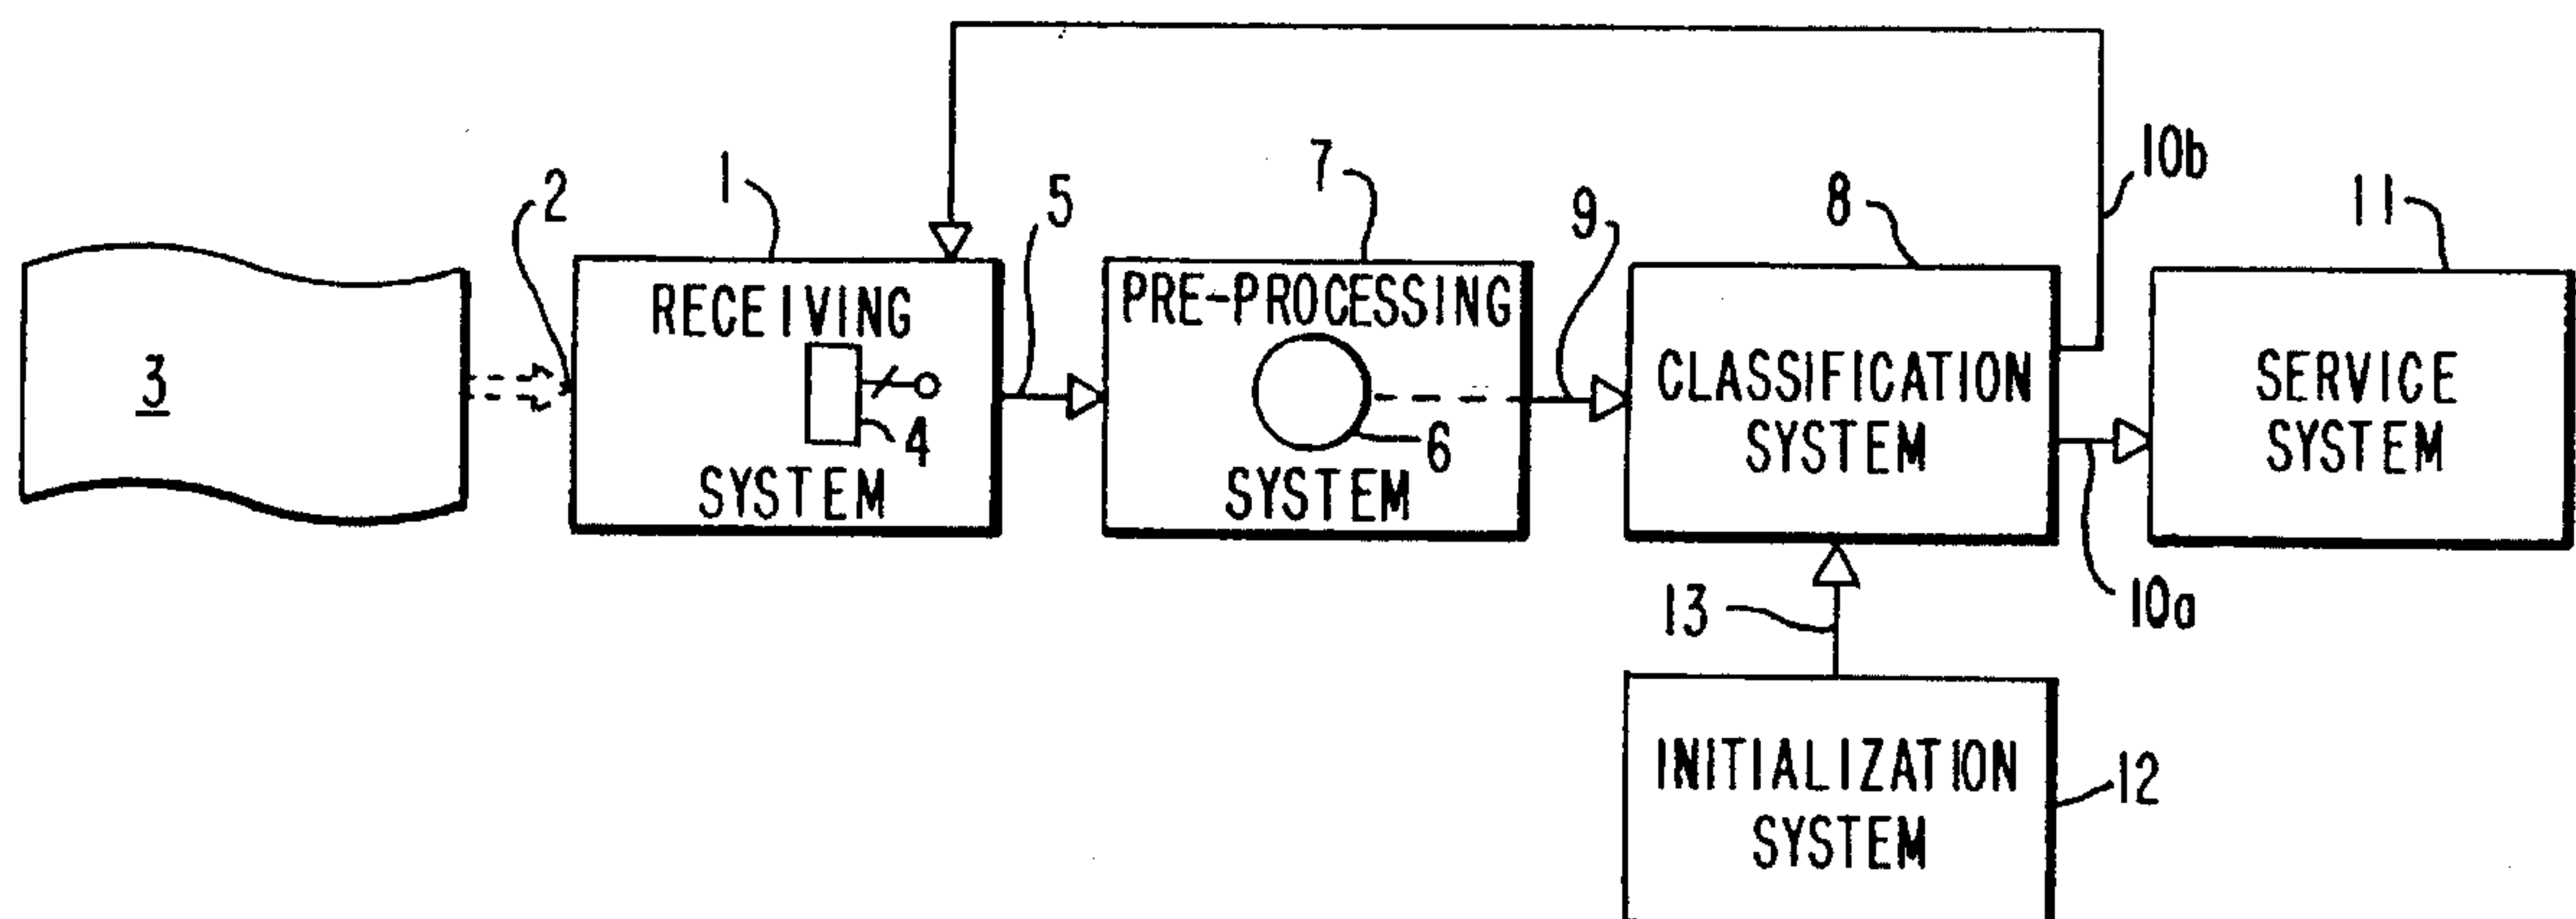 10b
1
7
2
5
9
8
11
RECEIVING
PRE-PROCESSING
3
4
6
SYSTEM
SYSTEM
CLASSIFICATION
SYSTEM
SERVICE
SYSTEM
10a
13
INITIALIZATION
SYSTEM
12